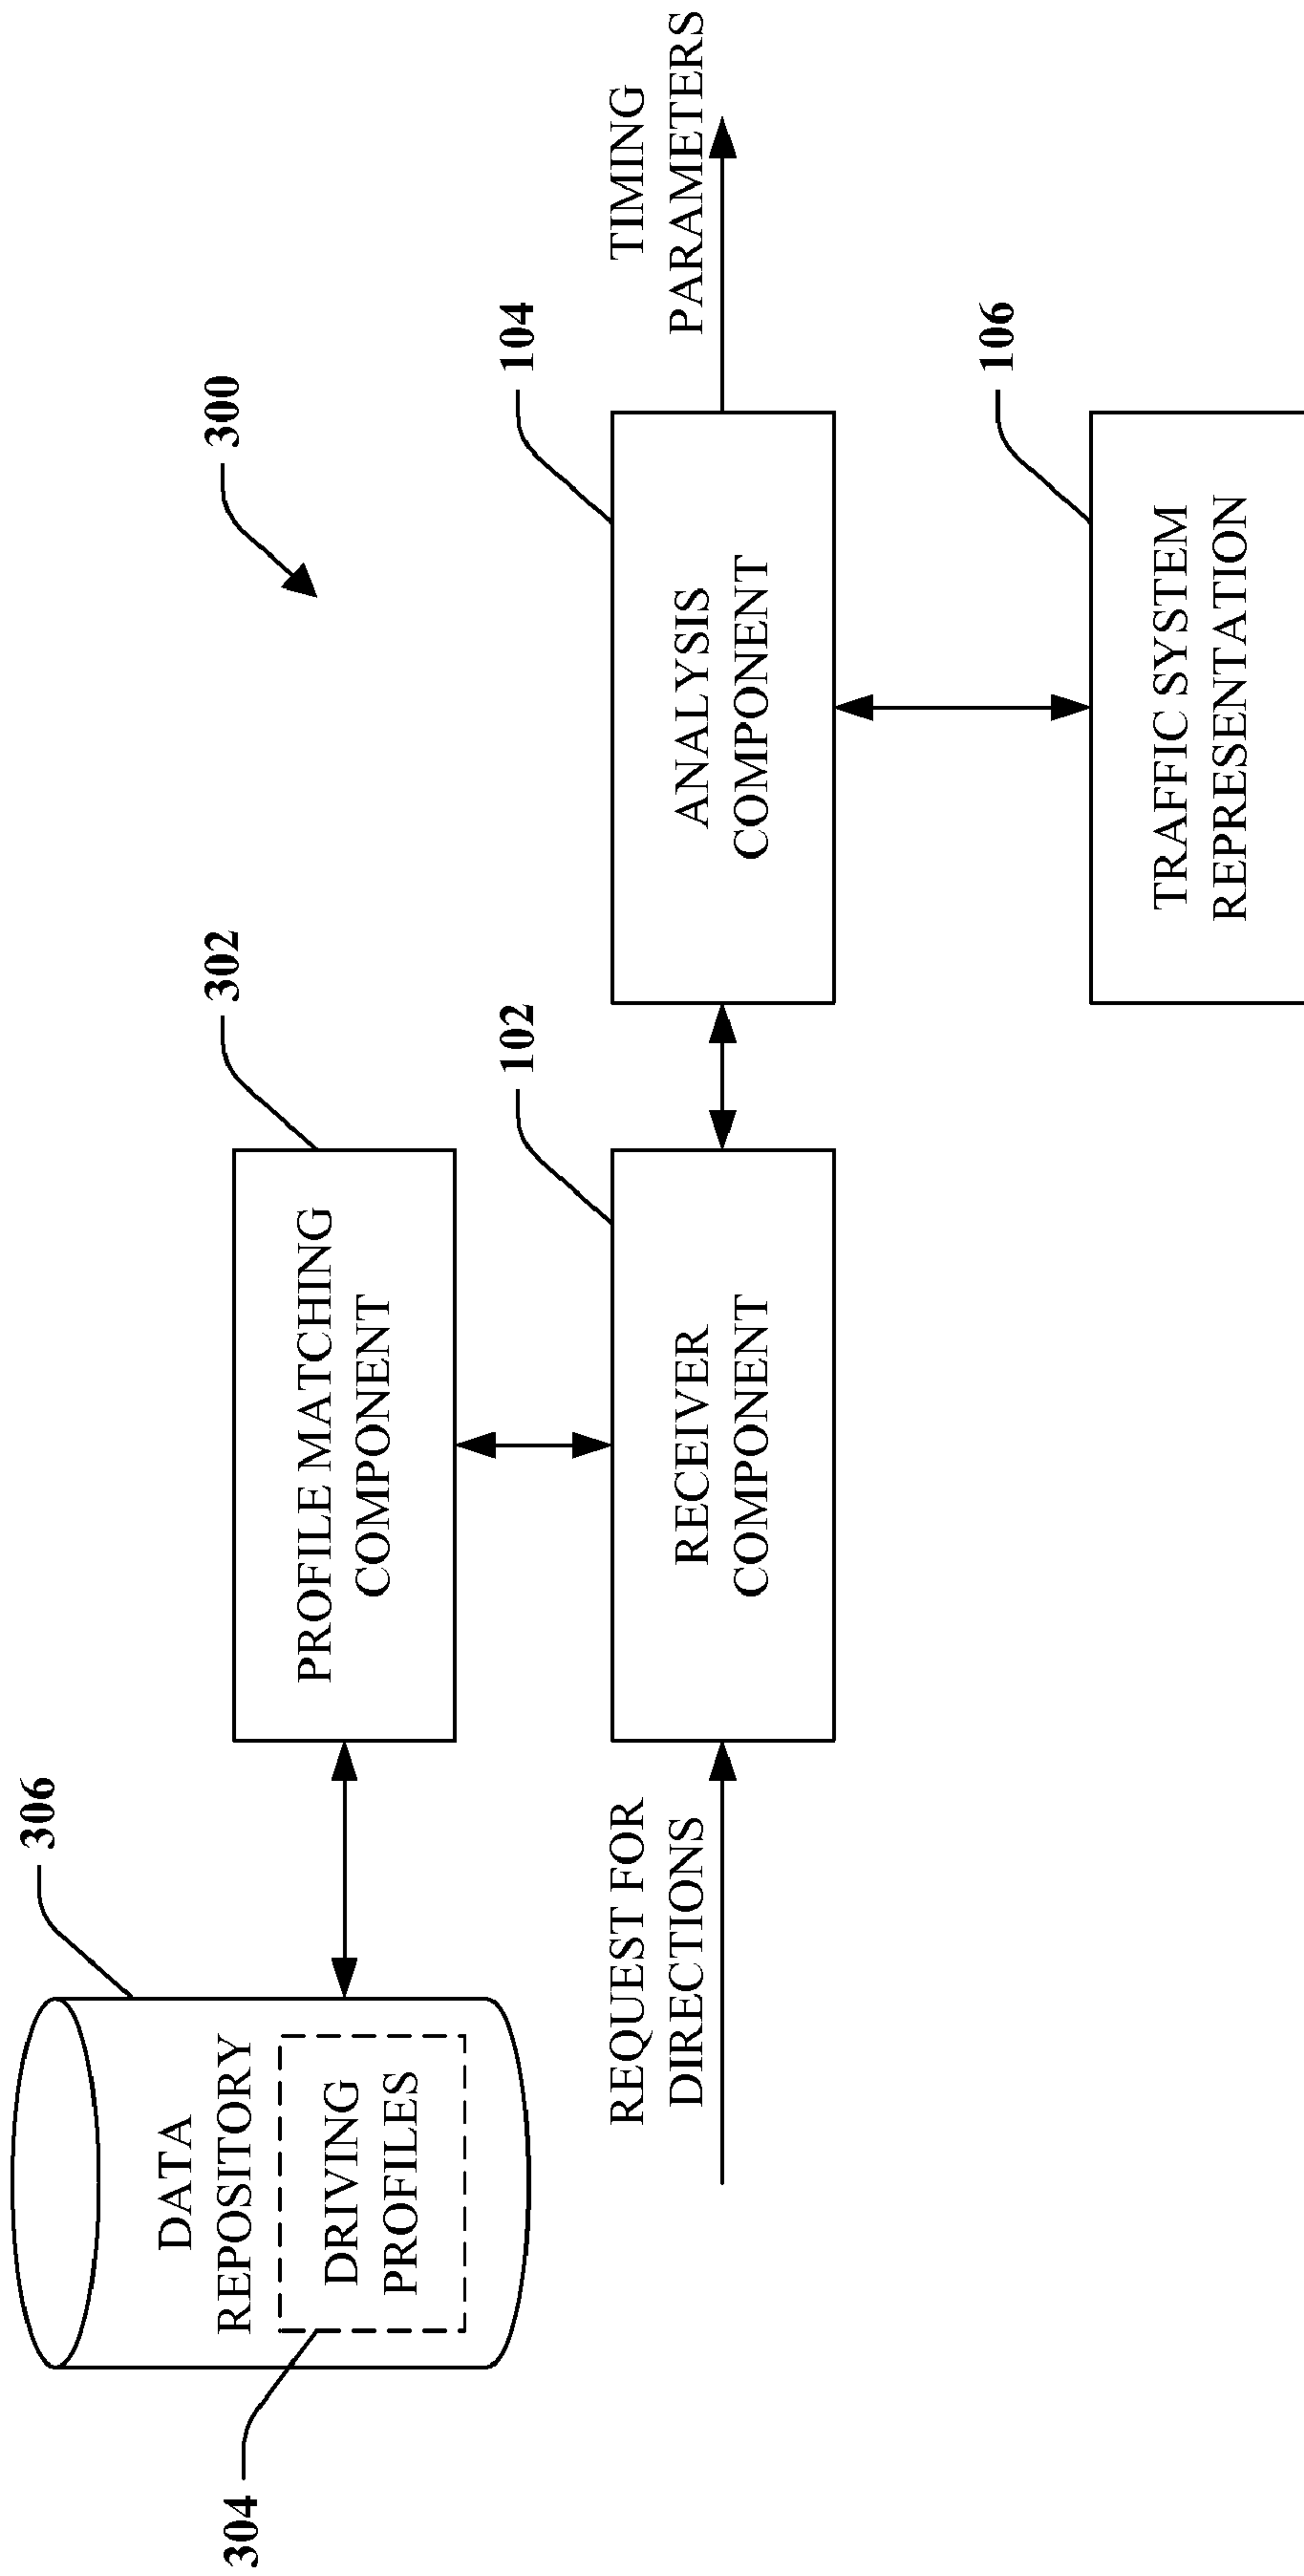 300
306
DATA
REPOSITORY
DRIVING
PROFILES
304
302
PROFILE MATCHING
COMPONENT
REQUEST FOR
DIRECTIONS
102
RECEIVER
COMPONENT
104
ANALYSIS
COMPONENT
TIMING
PARAMETERS
106
TRAFFIC SYSTEM
REPRESENTATION